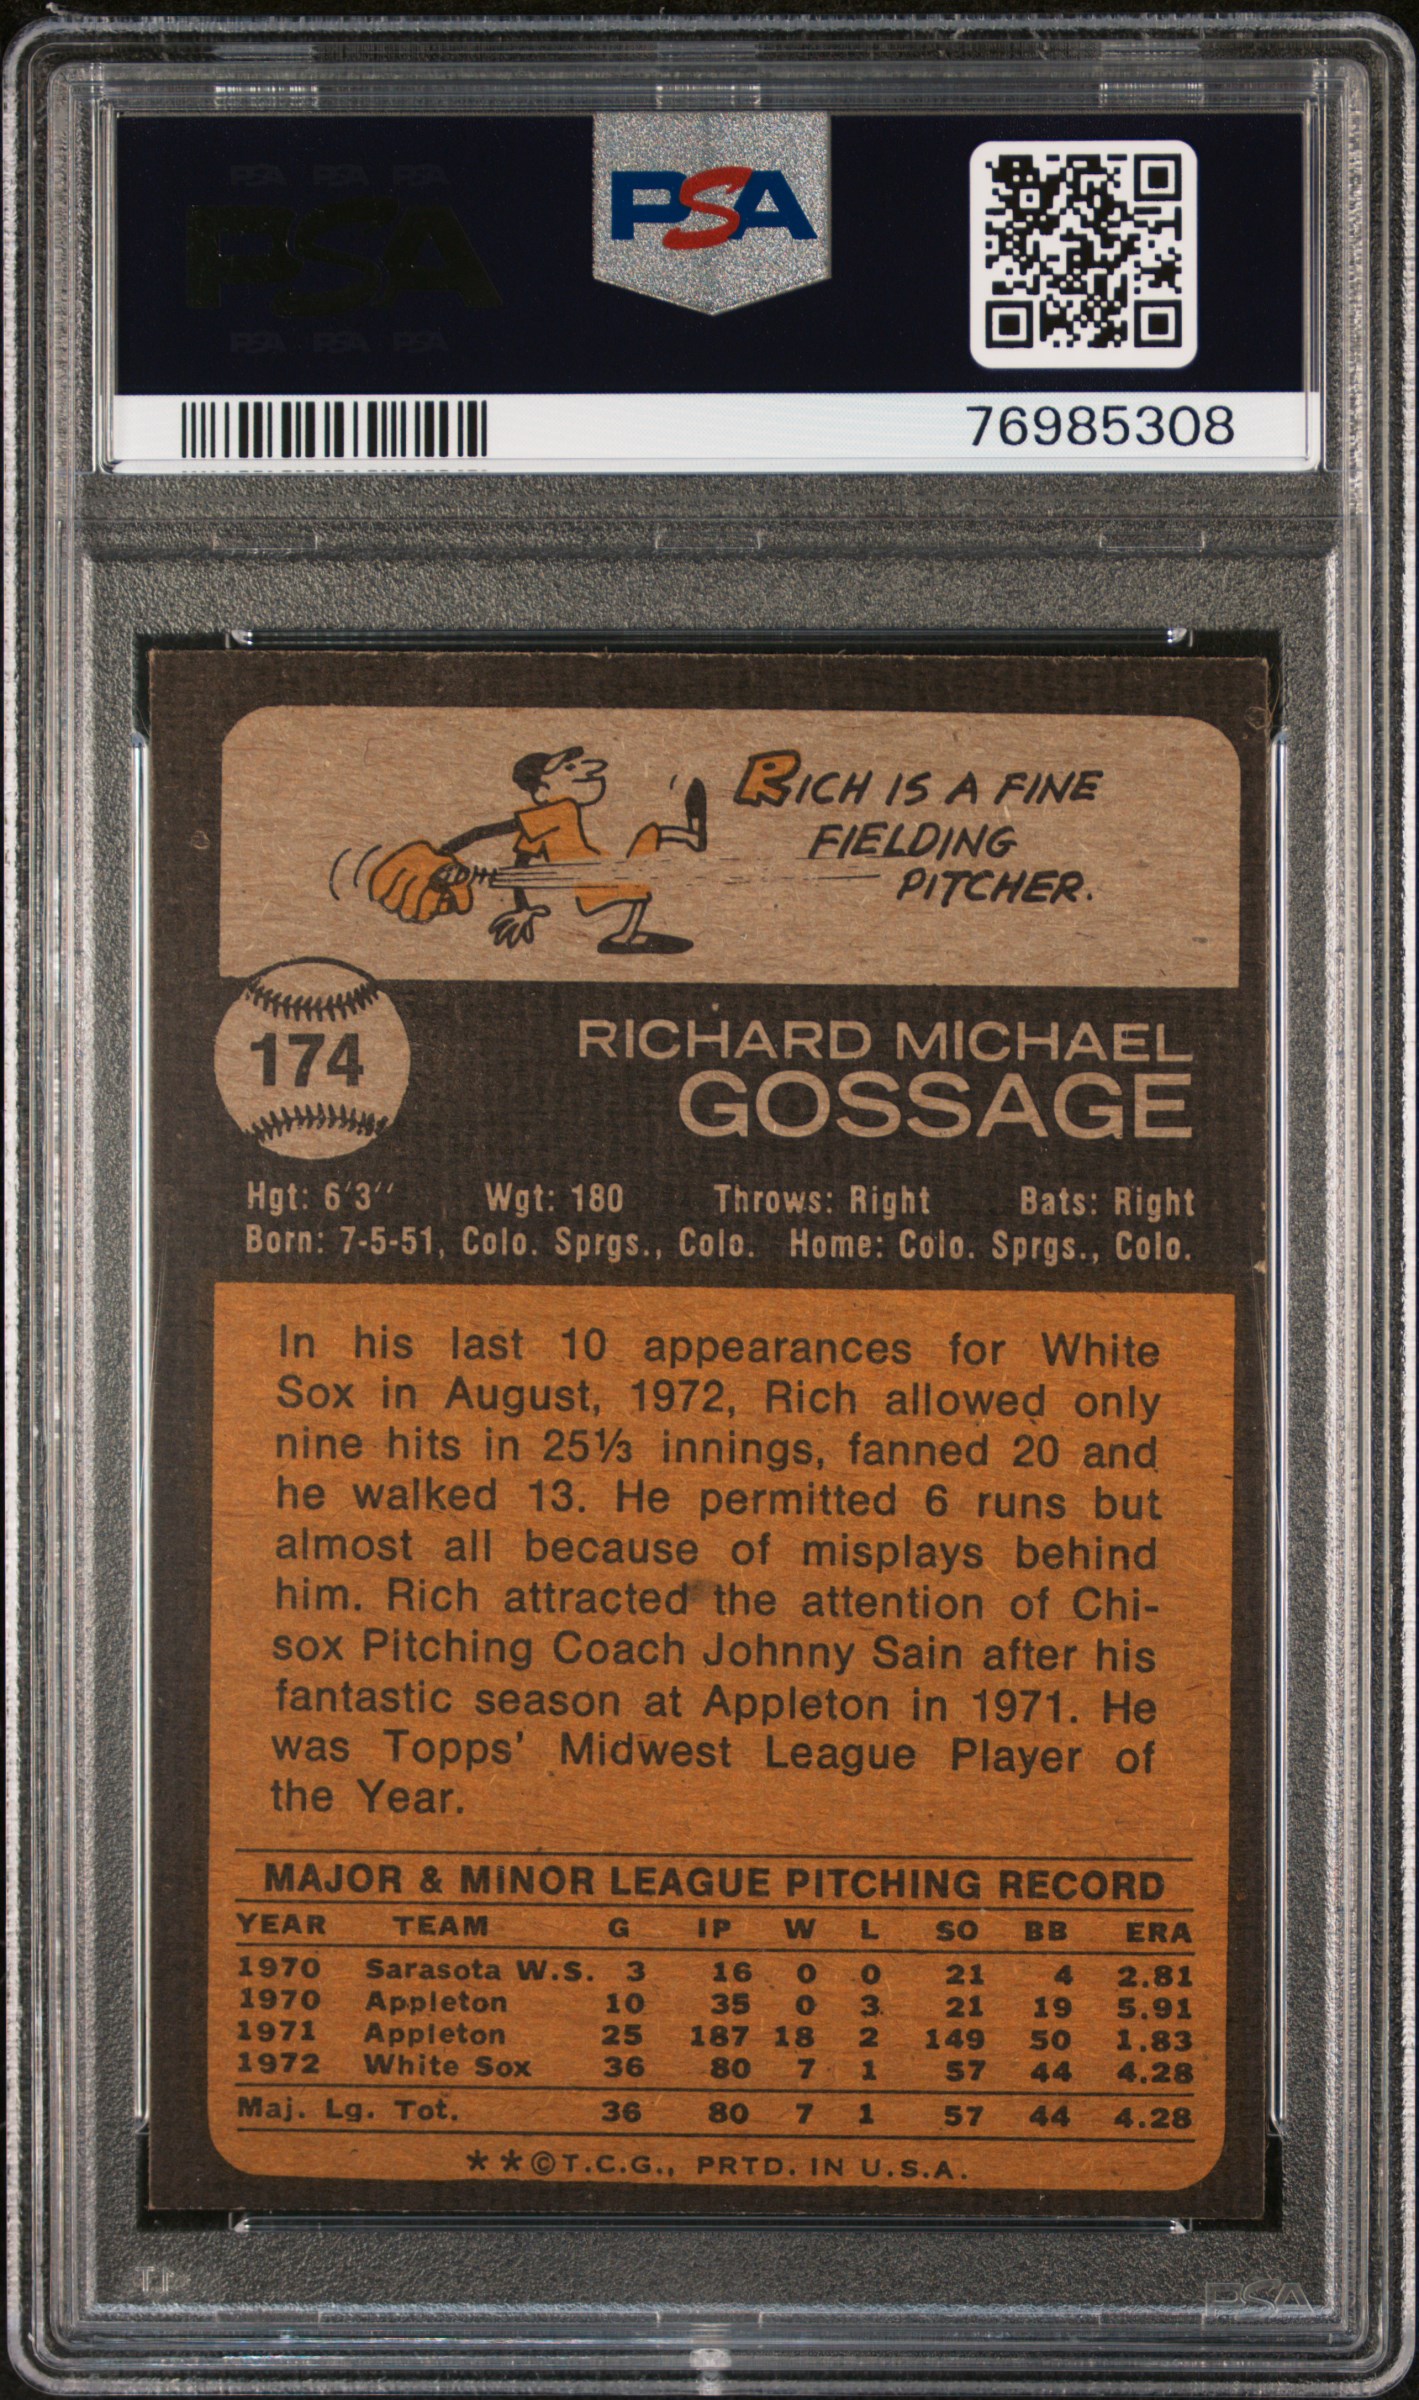 PSA PSA PSA
PSA
PSA PSA PSA
PSA
76985308
RICH IS A FINE
FIELDING
PITCHER.
174
RICHARD MICHAEL
GOSSAGE
Hgt: 6'3'' Wgt: 180 Throws: Right Bats: Right
Born: 7-5-51, Colo. Sprgs., Colo. Home: Colo. Sprgs., Colo.
In his last 10 appearances for White
Sox in August, 1972, Rich allowed only
nine hits in 25⅓ innings, fanned 20 and
he walked 13. He permitted 6 runs but
almost all because of misplays behind
him. Rich attracted the attention of Chi-
sox Pitching Coach Johnny Sain after his
fantastic season at Appleton in 1971. He
was Topps' Midwest League Player of
the Year.
MAJOR & MINOR LEAGUE PITCHING RECORD
YEAR TEAM G IP W L SO BB ERA
1970 Sarasota W.S. 3 16 0 0 21 4 2.81
1970 Appleton 10 35 0 3 21 19 5.91
1971 Appleton 25 187 18 2 149 50 1.83
1972 White Sox 36 80 7 1 57 44 4.28
Maj. Lg. Tot. 36 80 7 1 57 44 4.28
**©T.C.G., PRTD. IN U.S.A.
PSA